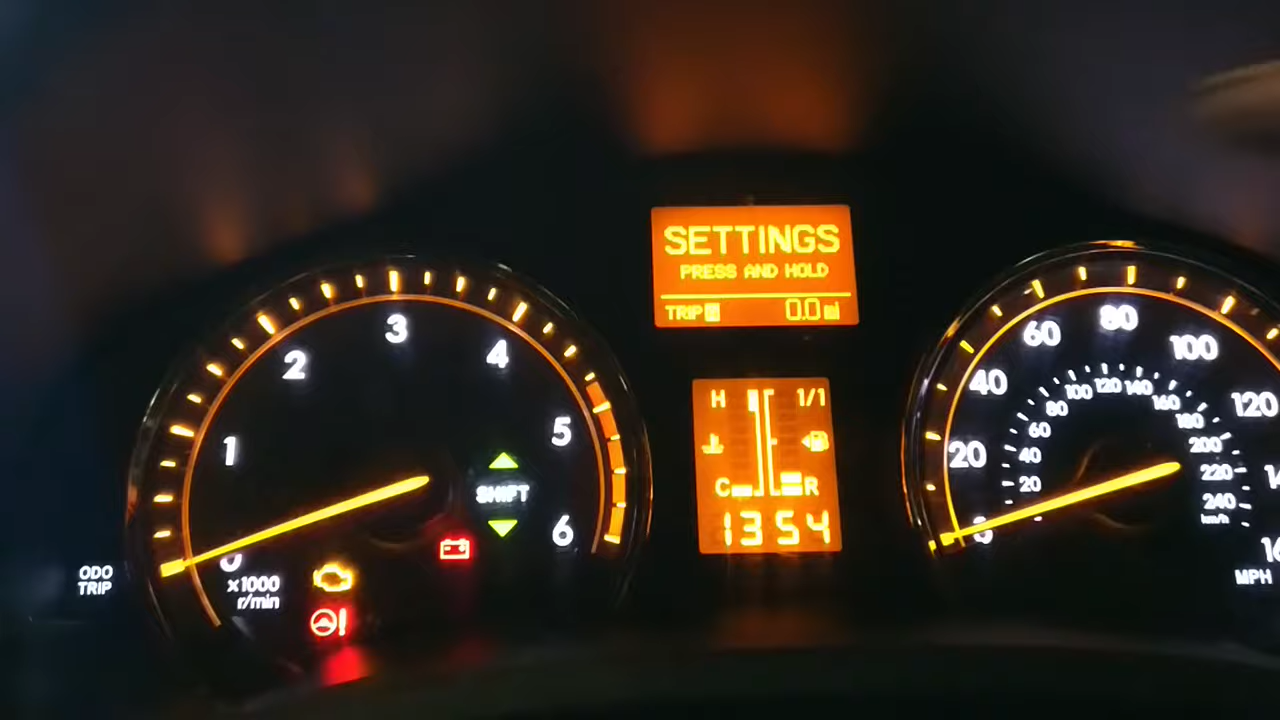 SETTINGS
PRESS AND HOLD
TRIP
0.0 mi
H 1/1
C R
1354
0
1
2
3
4
5
6
x1000
r/min
SHIFT
ODO
TRIP
0
20
40
60
80
100
120
20
40
60
80
100
120
140
160
180
200
220
240
km/h
MPH